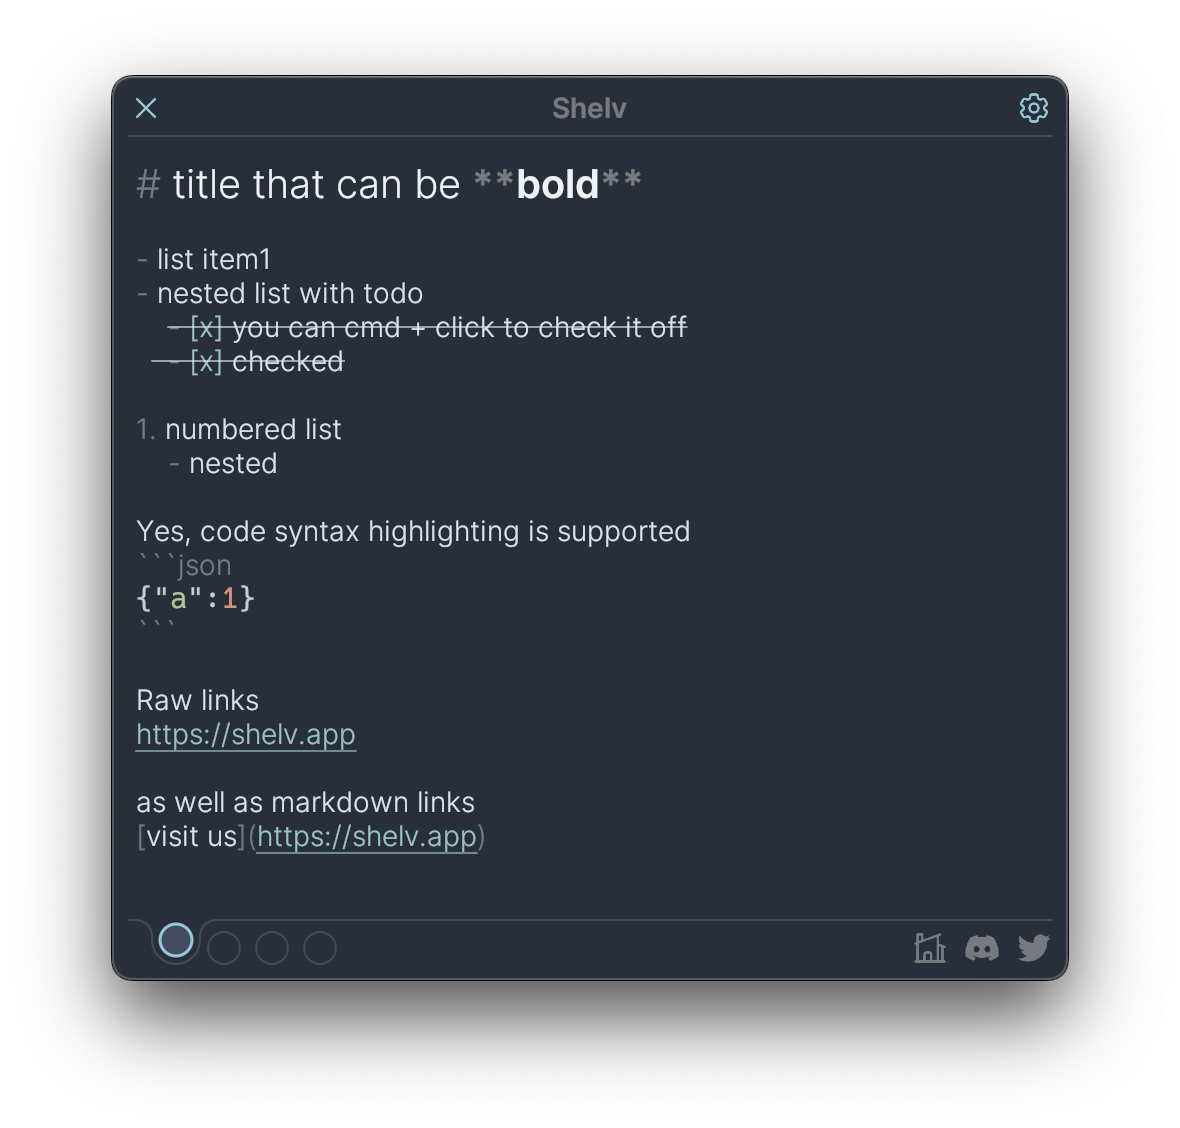 Shelv
# title that can be **bold**
- list item1
- nested list with todo
- [x] you can cmd + click to check it off
- [x] checked
1. numbered list
- nested
Yes, code syntax highlighting is supported
```json
{"a":1}
```
Raw links
https://shelv.app
as well as markdown links
[visit us](https://shelv.app)